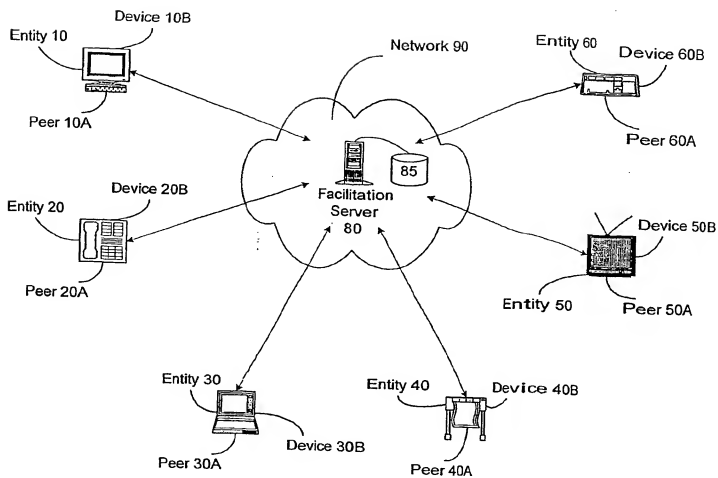 Device 10B
Entity 10
Peer 10A
Network 90
Entity 60
Device 60B
Peer 60A
85
Facilitation
Server
80
Device 20B
Entity 20
Peer 20A
Device 50B
Entity 50
Peer 50A
Entity 30
Device 30B
Peer 30A
Entity 40
Device 40B
Peer 40A